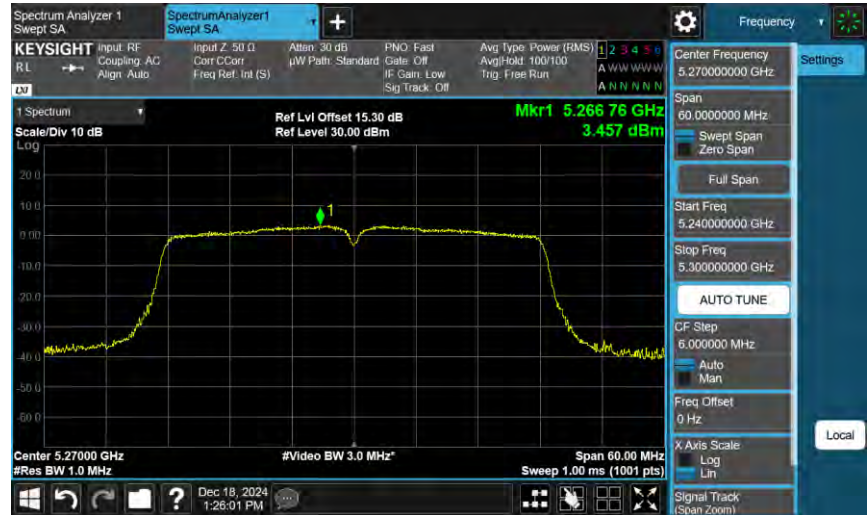 Spectrum Analyzer 1
Swept SA
SpectrumAnalyzer1
Swept SA
Frequency
KEYSIGHT
RL
LXI
Input: RF
Coupling: AC
Align: Auto
Input Z: 50 Ω
Corr CCorr
Freq Ref: Int (S)
Atten: 30 dB
µW Path: Standard
PNO: Fast
Gate: Off
IF Gain: Low
Sig Track: Off
Avg Type: Power (RMS)
Avg|Hold: 100/100
Trig: Free Run
1 2 3 4 5 6
A W W W W W
A N N N N N
1 Spectrum
Scale/Div 10 dB
Log
Ref Lvl Offset 15.30 dB
Ref Level 30.00 dBm
Mkr1 5.266 76 GHz
3.457 dBm
20.0
10.0
0.00
-10.0
-20.0
-30.0
-40.0
-50.0
-60.0
1
Center 5.27000 GHz
#Res BW 1.0 MHz
#Video BW 3.0 MHz*
Span 60.00 MHz
Sweep 1.00 ms (1001 pts)
?
Dec 18, 2024
1:26:01 PM
Center Frequency
5.270000000 GHz
Span
60.0000000 MHz
Swept Span
Zero Span
Full Span
Start Freq
5.240000000 GHz
Stop Freq
5.300000000 GHz
AUTO TUNE
CF Step
6.000000 MHz
Auto
Man
Freq Offset
0 Hz
X Axis Scale
Log
Lin
Signal Track
(Span Zoom)
Settings
Local